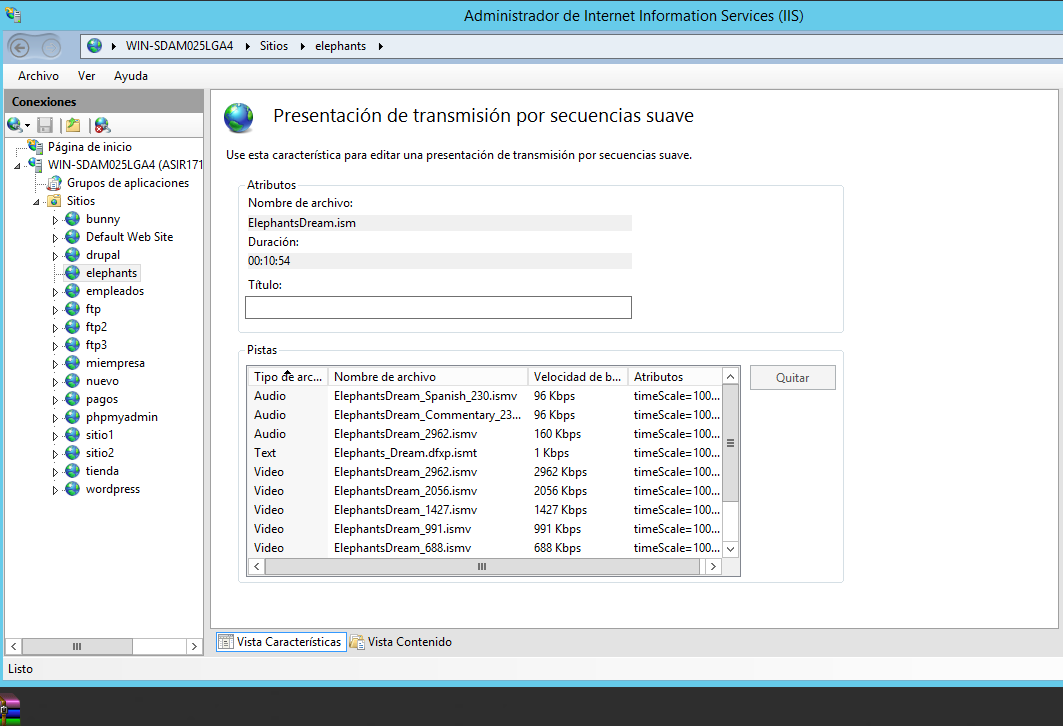 Administrador de Internet Information Services (IIS)
WIN-SDAM025LGA4 Sitios elephants
Archivo Ver Ayuda
Conexiones
Página de inicio
WIN-SDAM025LGA4 (ASIR171
Grupos de aplicaciones
Sitios
bunny
Default Web Site
drupal
elephants
empleados
ftp
ftp2
ftp3
miempresa
nuevo
pagos
phpmyadmin
sitio1
sitio2
tienda
wordpress
Presentación de transmisión por secuencias suave
Use esta característica para editar una presentación de transmisión por secuencias suave.
Atributos
Nombre de archivo:
ElephantsDream.ism
Duración:
00:10:54
Título:
Pistas
Tipo de arc... Nombre de archivo Velocidad de b... Atributos
Audio ElephantsDream_Spanish_230.ismv 96 Kbps timeScale=100...
Audio ElephantsDream_Commentary_23... 96 Kbps timeScale=100...
Audio ElephantsDream_2962.ismv 160 Kbps timeScale=100...
Text Elephants_Dream.dfxp.ismt 1 Kbps timeScale=100...
Video ElephantsDream_2962.ismv 2962 Kbps timeScale=100...
Video ElephantsDream_2056.ismv 2056 Kbps timeScale=100...
Video ElephantsDream_1427.ismv 1427 Kbps timeScale=100...
Video ElephantsDream_991.ismv 991 Kbps timeScale=100...
Video ElephantsDream_688.ismv 688 Kbps timeScale=100...
Quitar
Vista Características Vista Contenido
Listo